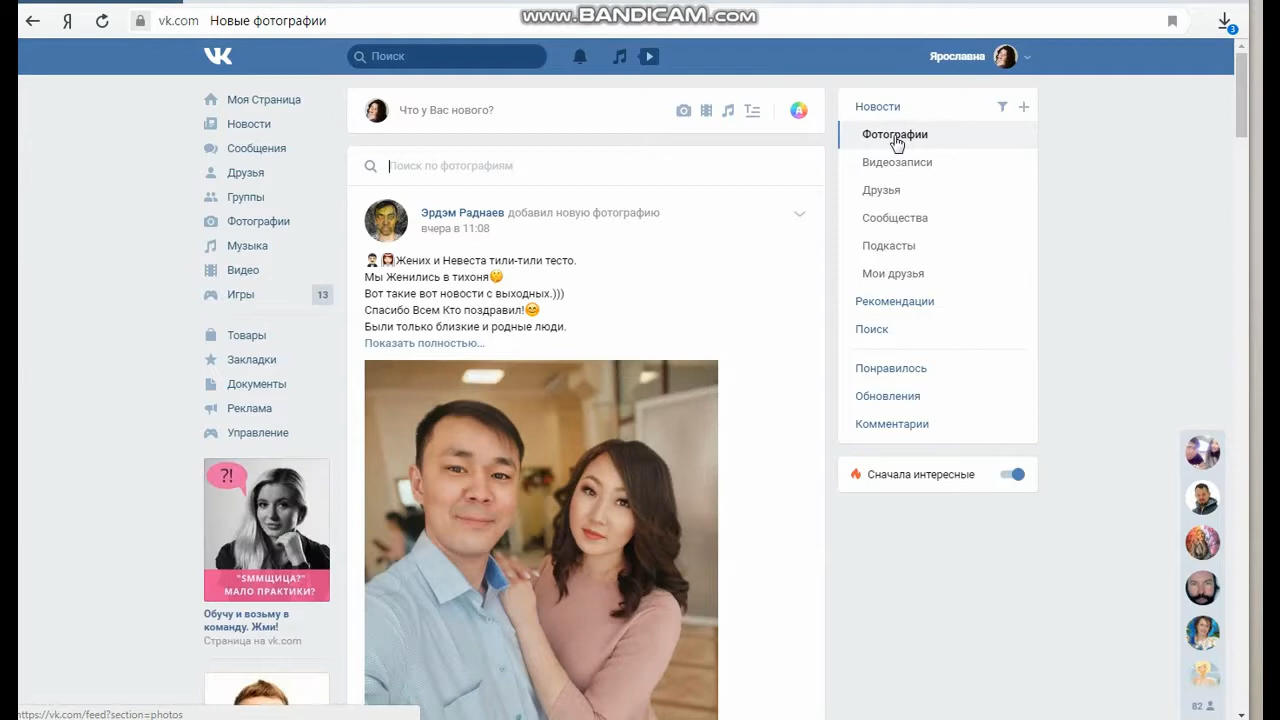 www.BANDICAM.com
Я
vk.com Новые фотографии
3
Поиск
Ярославна
Моя Страница
Новости
Сообщения
Друзья
Группы
Фотографии
Музыка
Видео
Игры 13
Товары
Закладки
Документы
Реклама
Управление
?!
"SMMЩИЦА?"
МАЛО ПРАКТИКИ?
Обучу и возьму в
команду. Жми!
Страница на vk.com
Что у Вас нового?
Поиск по фотографиям
Эрдэм Раднаев добавил новую фотографию
вчера в 11:08
Жених и Невеста тили-тили тесто.
Мы Женились в тихоня
Вот такие вот новости с выходных.)))
Спасибо Всем Кто поздравил!
Были только близкие и родные люди.
Показать полностью...
Новости
Фотографии
Видеозаписи
Друзья
Сообщества
Подкасты
Мои друзья
Рекомендации
Поиск
Понравилось
Обновления
Комментарии
Сначала интересные
82
https://vk.com/feed?section=photos